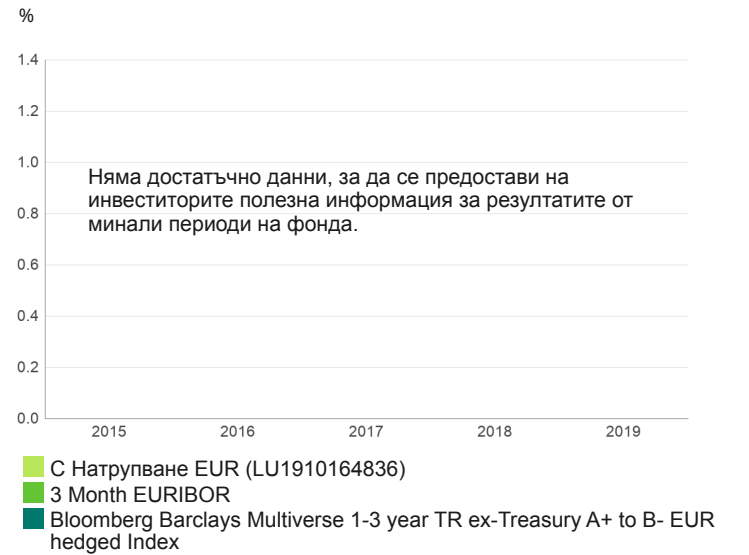 %
1.4
1.2
1.0
Няма достатъчно данни, за да се предостави на
инвеститорите полезна информация за резултатите от
0.8
минали периоди на фонда.
0.6
0.4
0.2
0.0
2015 2016 2017 2018 2019
С Натрупване EUR (LU1910164836)
3 Month EURIBOR
Bloomberg Barclays Multiverse 1-3 year TR ex-Treasury A+ to B- EUR
hedged Index